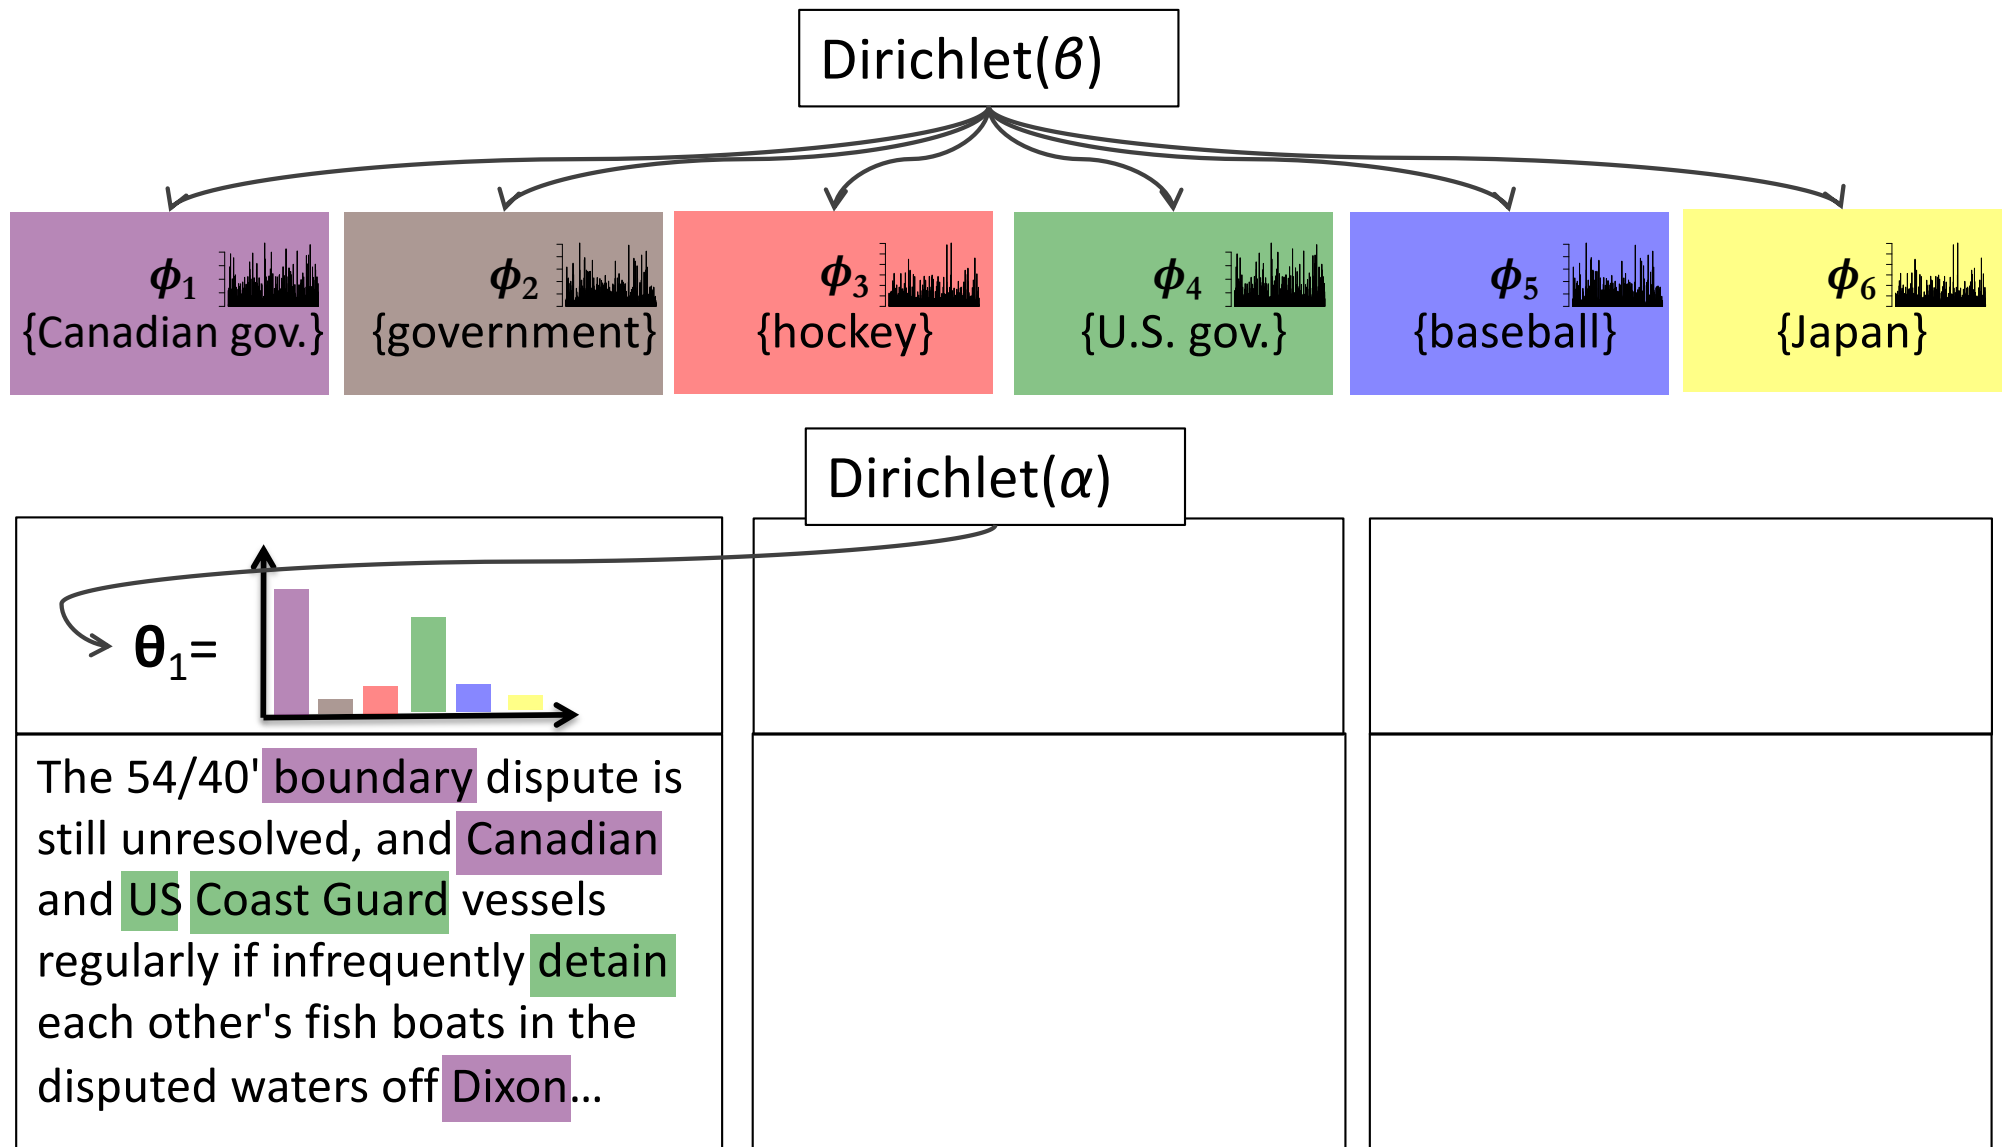 Dirichlet(β)
ϕ1
{Canadian gov.}
ϕ2
{government}
ϕ3
{hockey}
ϕ4
{U.S. gov.}
ϕ5
{baseball}
ϕ6
{Japan}
Dirichlet(α)
θ1=
The 54/40' boundary dispute is
still unresolved, and Canadian
and US Coast Guard vessels
regularly if infrequently detain
each other's fish boats in the
disputed waters off Dixon…